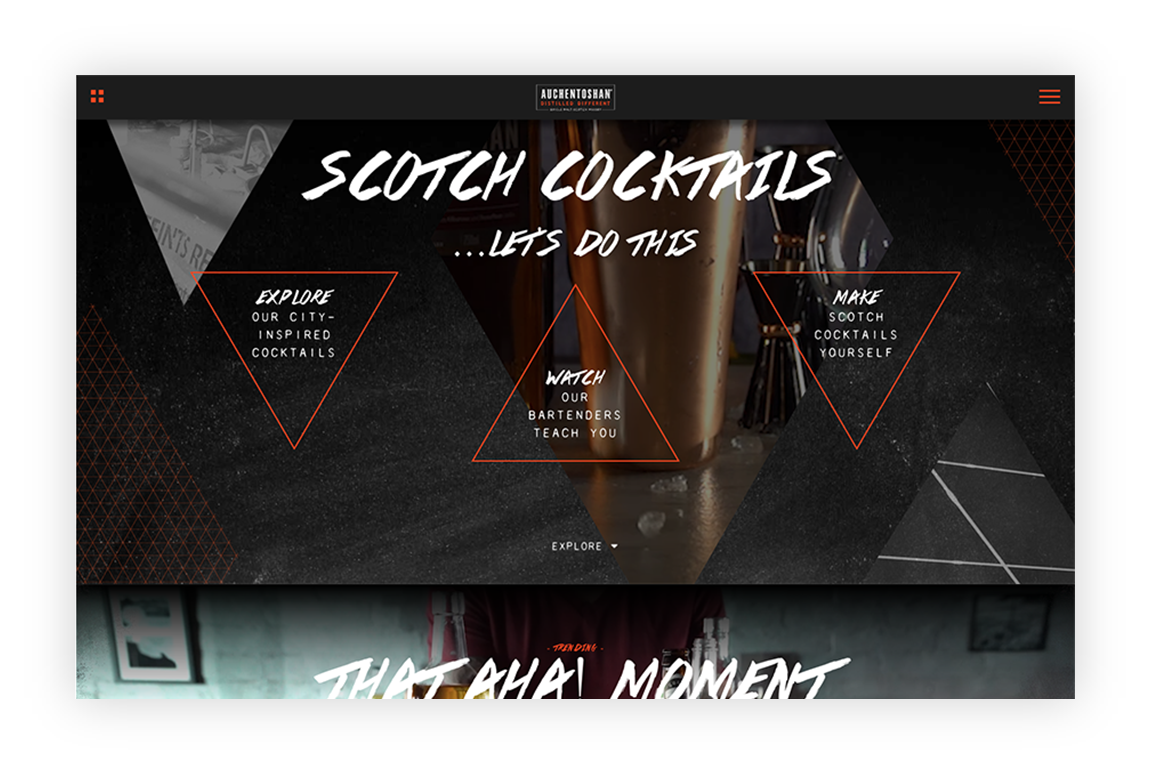 AUCHENTOSHAN
DISTILLED DIFFERENT
SINGLE MALT SCOTCH WHISKY
SCOTCH COCKTAILS
...LET'S DO THIS
EXPLORE
OUR CITY-
INSPIRED
COCKTAILS
WATCH
OUR
BARTENDERS
TEACH YOU
MAKE
SCOTCH
COCKTAILS
YOURSELF
EXPLORE
- TRENDING -
THAT AHA! MOMENT